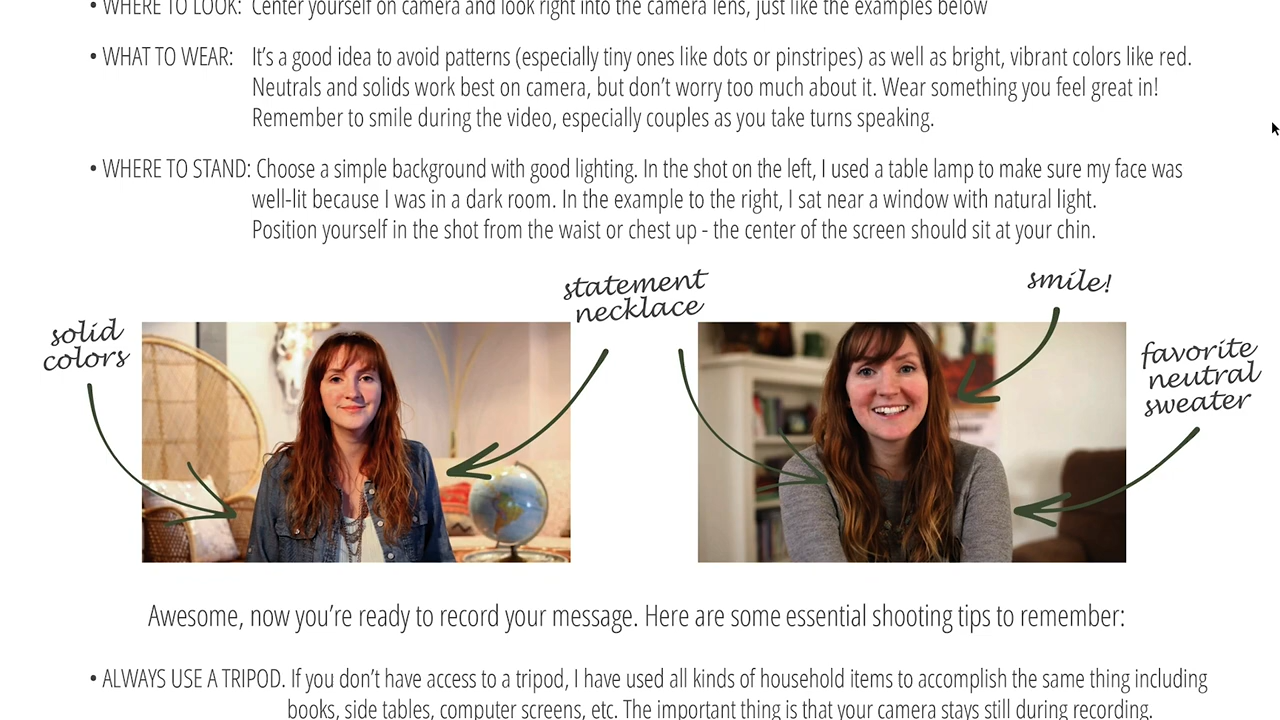 • WHERE TO LOOK: Center yourself on camera and look right into the camera lens, just like the examples below
• WHAT TO WEAR: It's a good idea to avoid patterns (especially tiny ones like dots or pinstripes) as well as bright, vibrant colors like red.
Neutrals and solids work best on camera, but don't worry too much about it. Wear something you feel great in!
Remember to smile during the video, especially couples as you take turns speaking.
• WHERE TO STAND: Choose a simple background with good lighting. In the shot on the left, I used a table lamp to make sure my face was
well-lit because I was in a dark room. In the example to the right, I sat near a window with natural light.
Position yourself in the shot from the waist or chest up - the center of the screen should sit at your chin.
solid
colors
statement
necklace
smile!
favorite
neutral
sweater
Awesome, now you're ready to record your message. Here are some essential shooting tips to remember:
• ALWAYS USE A TRIPOD. If you don't have access to a tripod, I have used all kinds of household items to accomplish the same thing including
books, side tables, computer screens, etc. The important thing is that your camera stays still during recording.